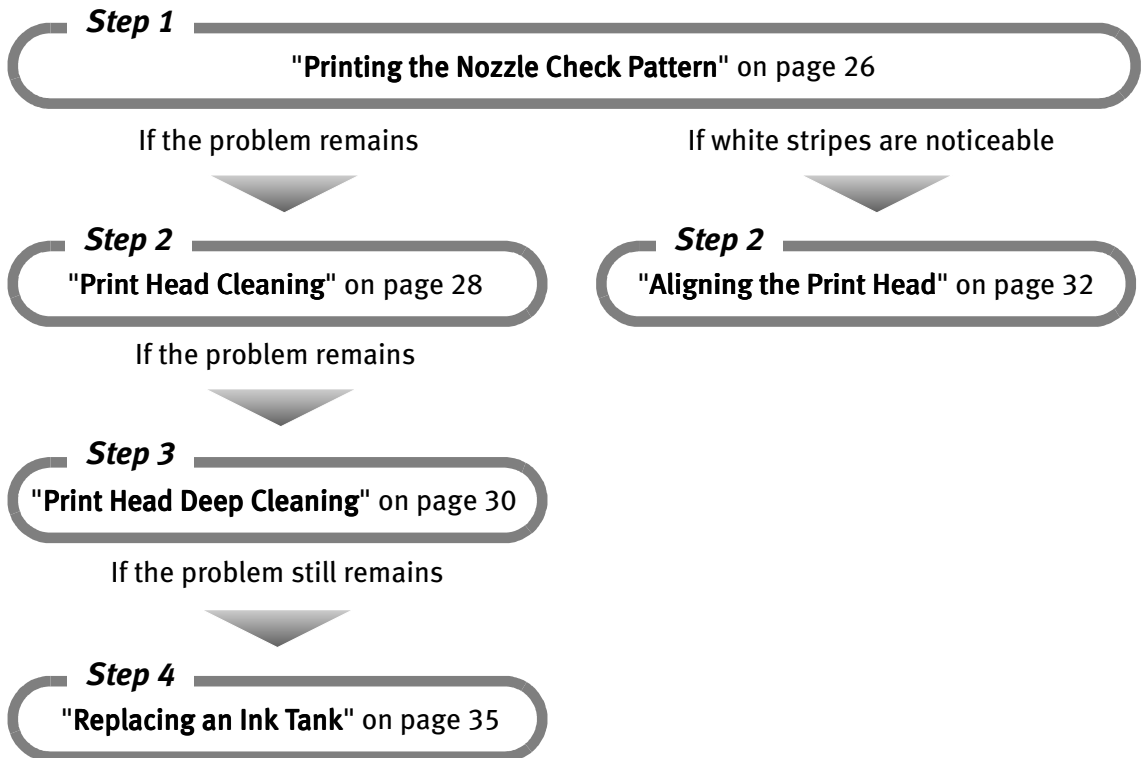 Step 1
"Printing the Nozzle Check Pattern" on page 26
If the problem remains
If white stripes are noticeable
Step 2
"Print Head Cleaning" on page 28
Step 2
"Aligning the Print Head" on page 32
If the problem remains
Step 3
"Print Head Deep Cleaning" on page 30
If the problem still remains
Step 4
"Replacing an Ink Tank" on page 35